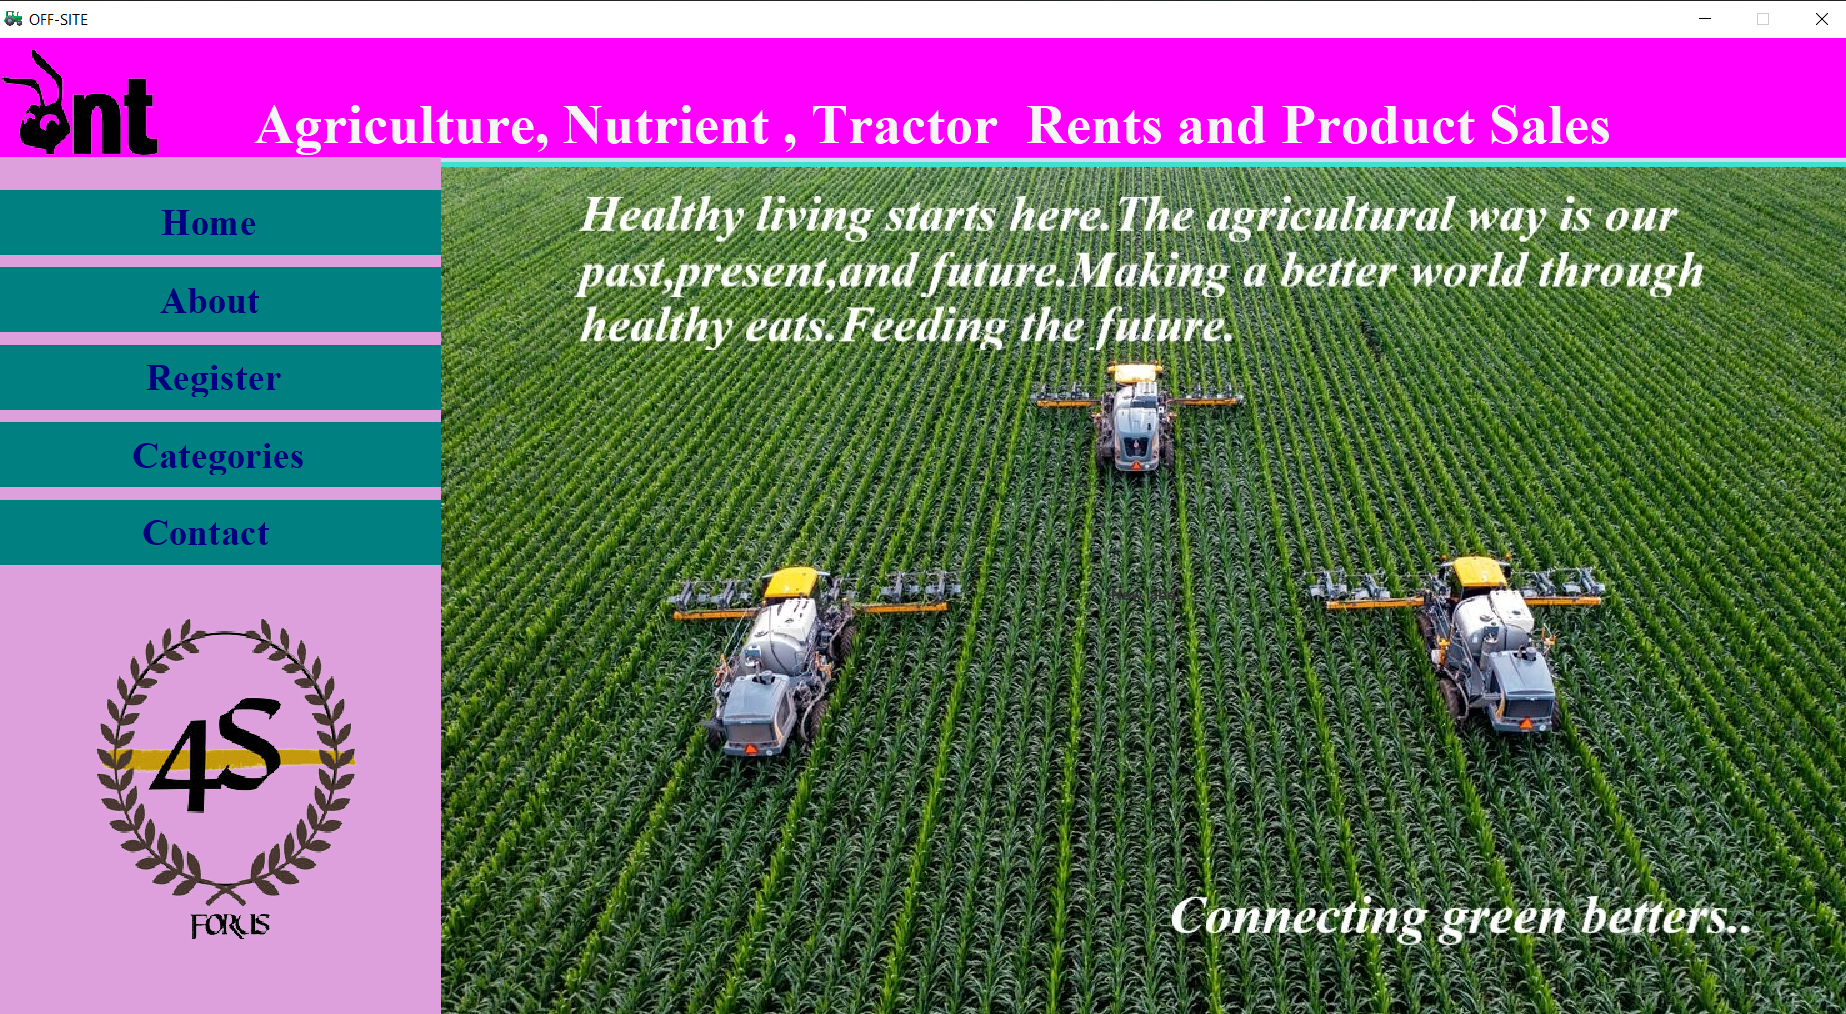 OFF-SITE
ant
Agriculture, Nutrient , Tractor  Rents and Product Sales
Home
About
Register
Categories
Contact
4S
FORUS
Healthy living starts here.The agricultural way is our
past,present,and future.Making a better world through
healthy eats.Feeding the future.
Connecting green betters..